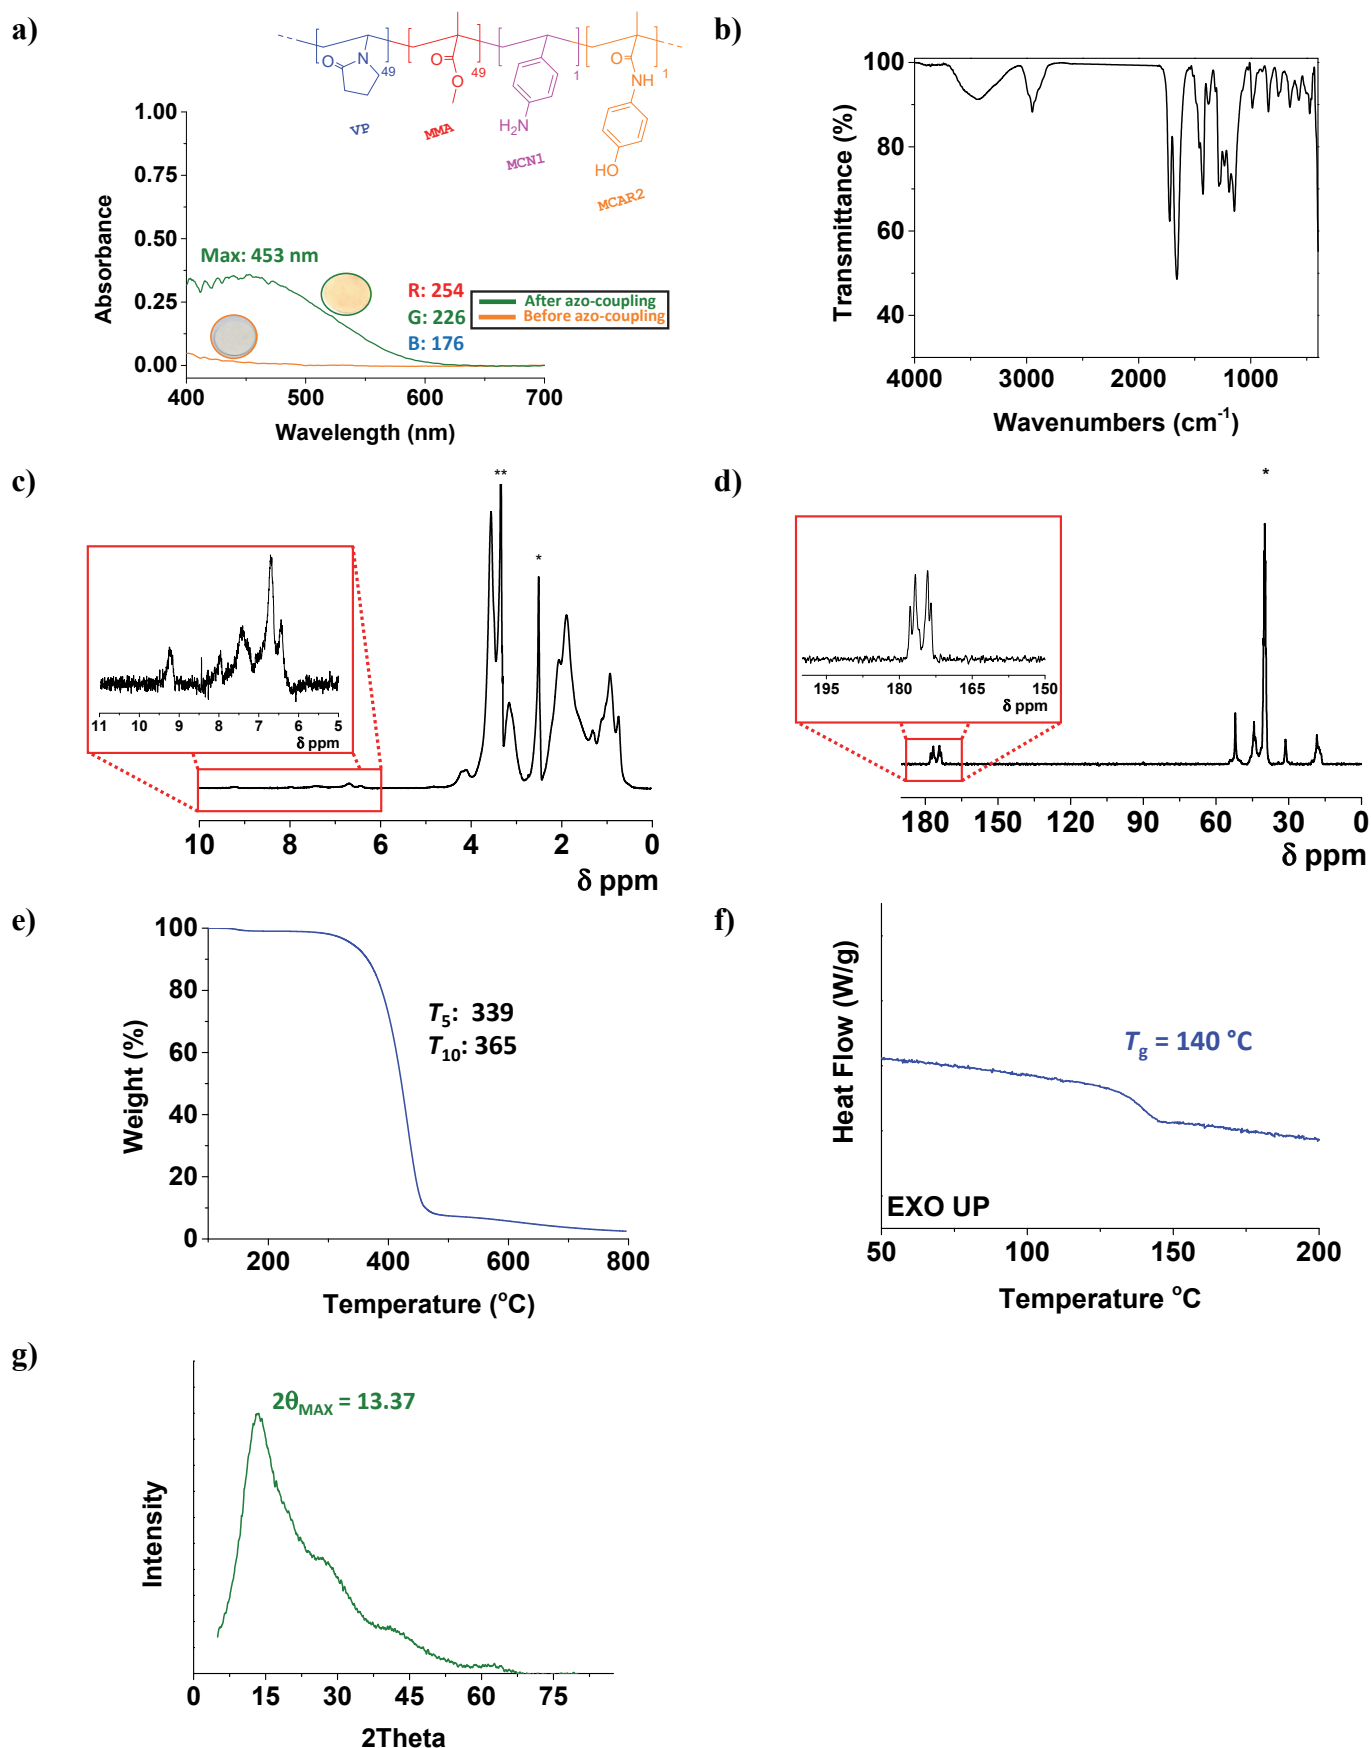 a)
O
N
49
O
O
49
H₂N
1
O
NH
HO
1
VP
MMA
MCN1
MCAR2
1.00
0.75
0.50
0.25
0.00
Absorbance
Max: 453 nm
R: 254
G: 226
B: 176
After azo-coupling
Before azo-coupling
400 500 600 700
Wavelength (nm)
b)
100
80
60
40
Transmittance (%)
4000 3000 2000 1000
Wavenumbers (cm⁻¹)
c)
**
*
11 10 9 8 7 6 5
δ ppm
10 8 6 4 2 0
δ ppm
d)
*
195 180 165 150
δ ppm
180 150 120 90 60 30 0
δ ppm
e)
100
80
60
40
20
0
Weight (%)
T₅: 339
T₁₀: 365
200 400 600 800
Temperature (°C)
f)
Heat Flow (W/g)
Tg = 140 °C
EXO UP
50 100 150 200
Temperature °C
g)
2θMAX = 13.37
Intensity
0 15 30 45 60 75
2Theta